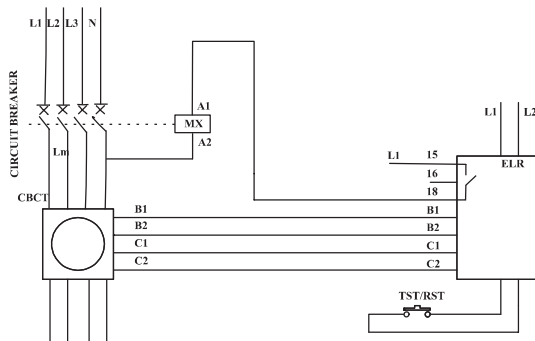 L1 L2 L3 N
CIRCUIT BREAKER
A1
MX
A2
Lm
CBCT
L1 L2
L1 15
ELR
16
18
B1 B1
B2 B2
C1 C1
C2 C2
TST/RST